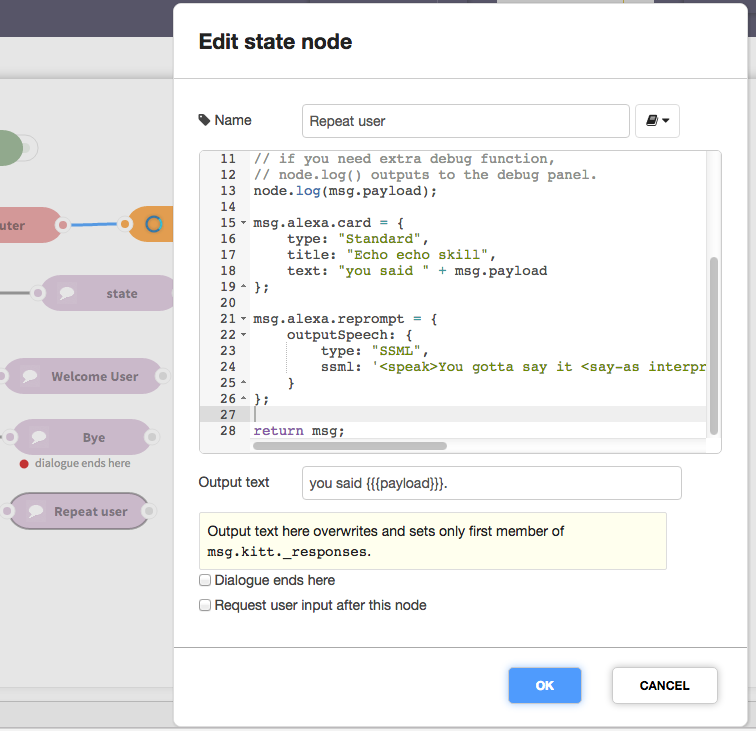 Edit state node
Name
Repeat user
11 // if you need extra debug function,
12 // node.log() outputs to the debug panel.
13 node.log(msg.payload);
14
15 msg.alexa.card = {
16 type: "Standard",
17 title: "Echo echo skill",
18 text: "you said " + msg.payload
19 };
20
21 msg.alexa.reprompt = {
22 outputSpeech: {
23 type: "SSML",
24 ssml: '<speak>You gotta say it <say-as interpr
25 }
26 };
27
28 return msg;
Output text
you said {{{payload}}}.
Output text here overwrites and sets only first member of
msg.kitt._responses.
Dialogue ends here
Request user input after this node
OK
CANCEL
uter
state
Welcome User
Bye
dialogue ends here
Repeat user